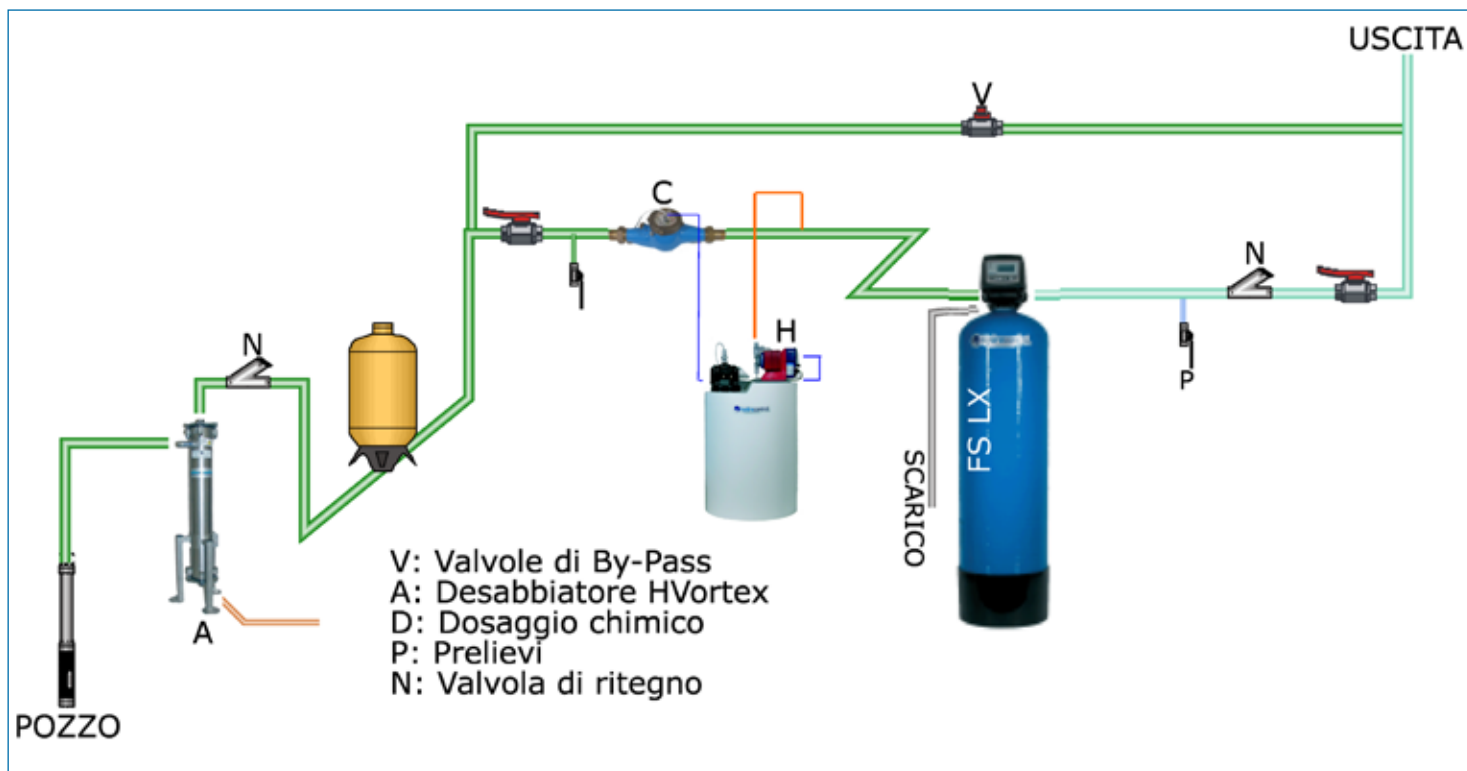 USCITA
V
C
N
H
N
P
FS LX
SCARICO
A
POZZO
V: Valvole di By-Pass
A: Desabbiatore HVortex
D: Dosaggio chimico
P: Prelievi
N: Valvola di ritegno